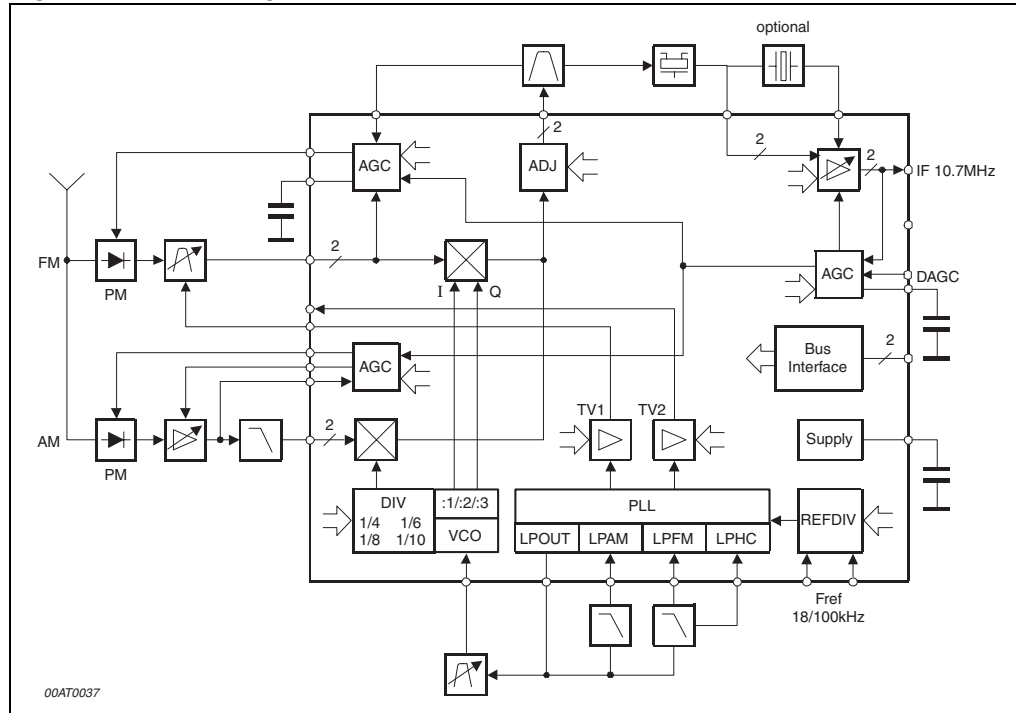 optional
2
AGC
ADJ
2
2
IF 10.7MHz
FM
PM
2
I
Q
AGC
DAGC
AGC
Bus
Interface
2
AM
PM
2
TV1
TV2
Supply
DIV
1/4 1/6
1/8 1/10
:1/:2/:3
VCO
PLL
LPOUT
LPAM
LPFM
LPHC
REFDIV
Fref
18/100kHz
00AT0037